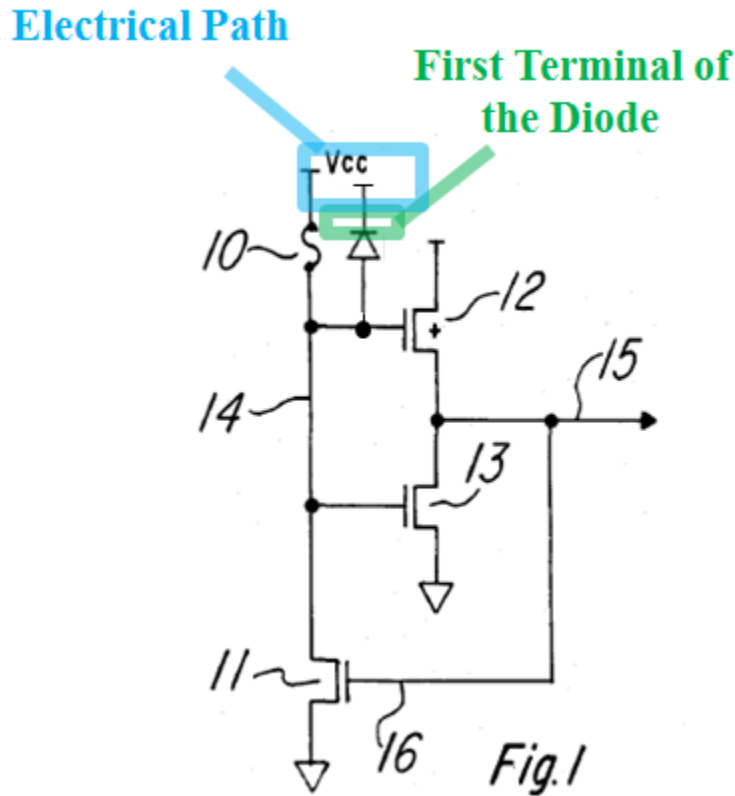 Electrical Path
First Terminal of
the Diode
Vcc
10
12
15
14
13
11
16
Fig.1